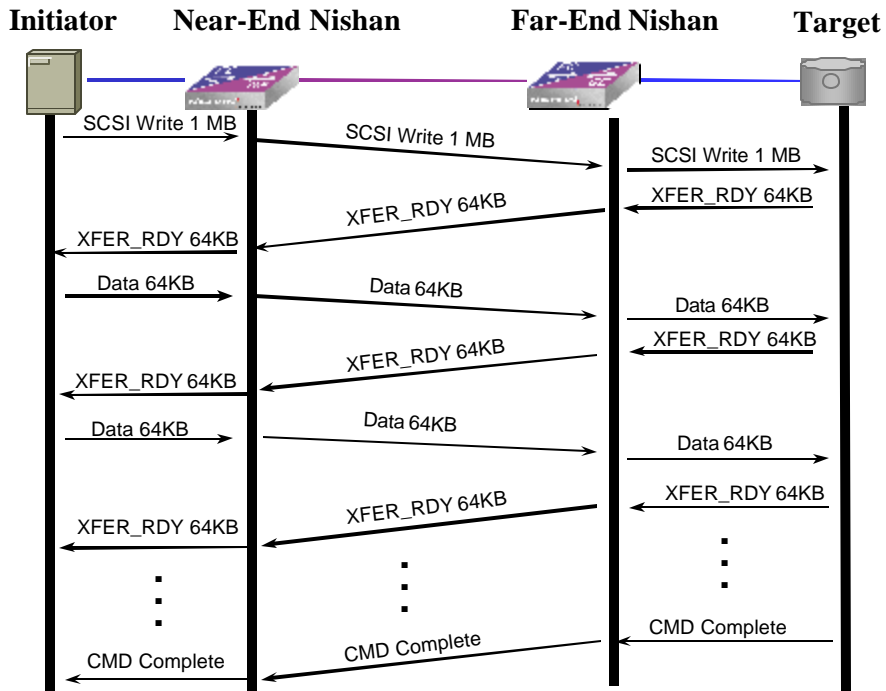 Initiator Near-End Nishan Far-End Nishan Target
SCSI Write 1 MB
SCSI Write 1 MB
SCSI Write 1 MB
XFER_RDY 64KB
XFER_RDY 64KB
XFER_RDY 64KB
Data 64KB
Data 64KB
Data 64KB
XFER_RDY 64KB
XFER_RDY 64KB
XFER_RDY 64KB
Data 64KB
Data 64KB
Data 64KB
XFER_RDY 64KB
XFER_RDY 64KB
XFER_RDY 64KB
CMD Complete
CMD Complete
CMD Complete